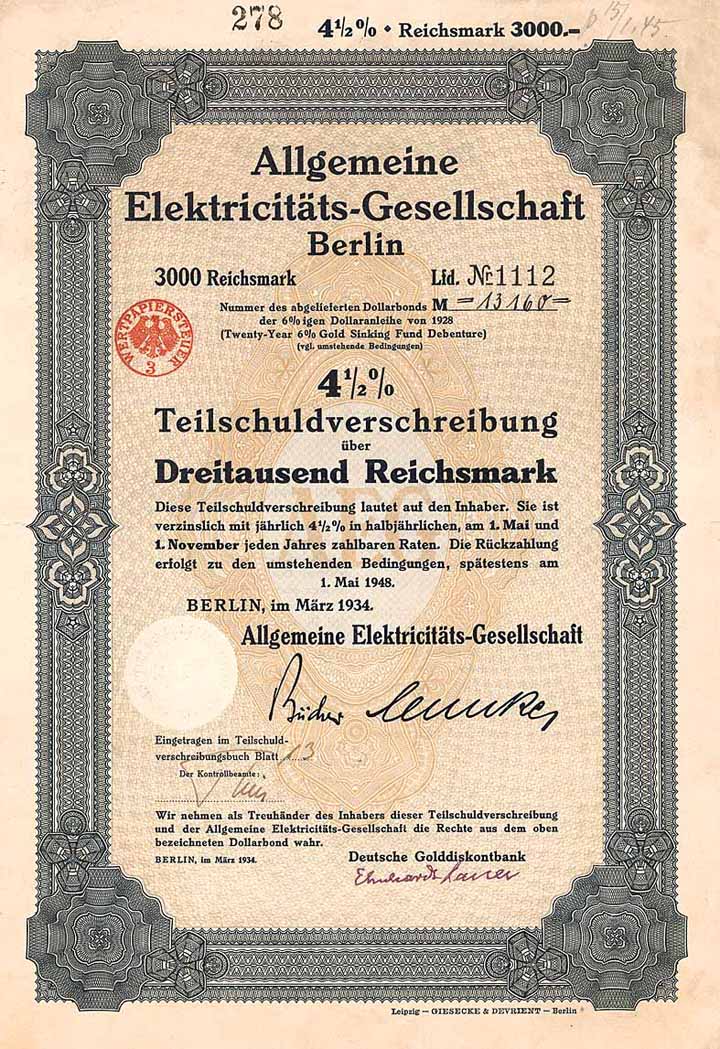 278
4½% • Reichsmark 3000.–
Allgemeine
Elektricitäts-Gesellschaft
Berlin
3000 Reichsmark Lfd. № 1112
Nummer des abgelieferten Dollarbonds M =13160=
der 6%igen Dollaranleihe von 1928
(Twenty-Year 6% Gold Sinking Fund Debenture)
(vgl. umstehende Bedingungen)
WERTPAPIERSTEUER
3
4½%
Teilschuldverschreibung
über
Dreitausend Reichsmark
Diese Teilschuldverschreibung lautet auf den Inhaber. Sie ist
verzinslich mit jährlich 4½% in halbjährlichen, am 1. Mai und
1. November jeden Jahres zahlbaren Raten. Die Rückzahlung
erfolgt zu den umstehenden Bedingungen, spätestens am
1. Mai 1948.
BERLIN, im März 1934.
Allgemeine Elektricitäts-Gesellschaft
Bücher
Eingetragen im Teilschuld-
verschreibungsbuch Blatt 13
Der Kontrollbeamte:
Wir nehmen als Treuhänder des Inhabers dieser Teilschuldverschreibung
und der Allgemeine Elektricitäts-Gesellschaft die Rechte aus dem oben
bezeichneten Dollarbond wahr.
BERLIN, im März 1934. Deutsche Golddiskontbank
Leipzig — GIESECKE & DEVRIENT — Berlin